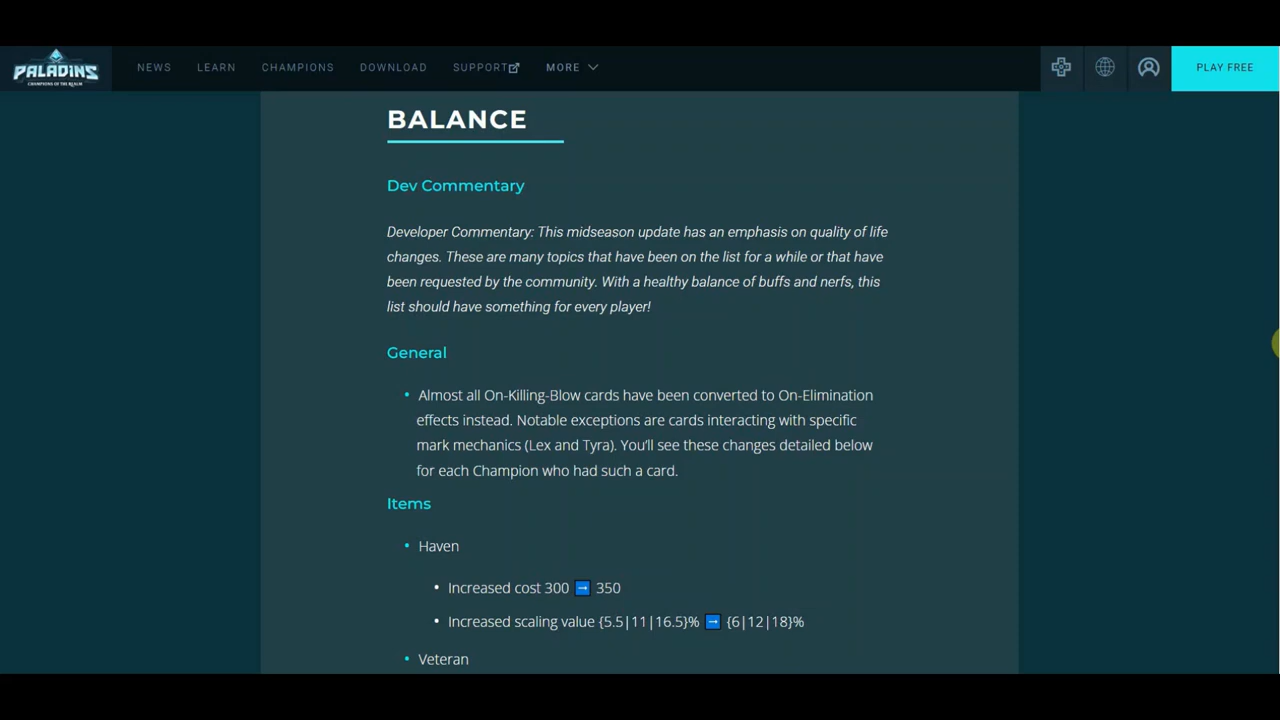 PALADINS
CHAMPIONS OF THE REALM
NEWS LEARN CHAMPIONS DOWNLOAD SUPPORT MORE PLAY FREE
BALANCE
Dev Commentary
Developer Commentary: This midseason update has an emphasis on quality of life
changes. These are many topics that have been on the list for a while or that have
been requested by the community. With a healthy balance of buffs and nerfs, this
list should have something for every player!
General
• Almost all On-Killing-Blow cards have been converted to On-Elimination
effects instead. Notable exceptions are cards interacting with specific
mark mechanics (Lex and Tyra). You'll see these changes detailed below
for each Champion who had such a card.
Items
• Haven
• Increased cost 300 ➡ 350
• Increased scaling value {5.5|11|16.5}% ➡ {6|12|18}%
• Veteran